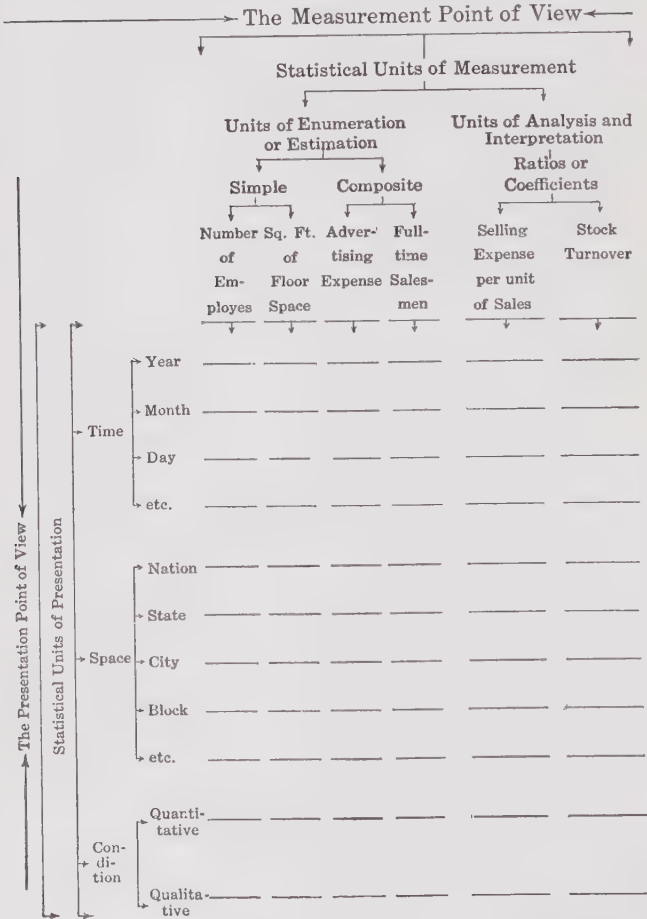 The Measurement Point of View
Statistical Units of Measurement
Units of Enumeration
or Estimation
Units of Analysis and
Interpretation
Ratios or
Coefficients
Simple
Composite
Number
of
Em-
ployes
Sq. Ft.
of
Floor
Space
Adver-
tising
Expense
Full-
time
Sales-
men
Selling
Expense
per unit
of Sales
Stock
Turnover
The Presentation Point of View
Statistical Units of Presentation
Time
Year
Month
Day
etc.
Space
Nation
State
City
Block
etc.
Con-
di-
tion
Quanti-
tative
Qualita-
tive